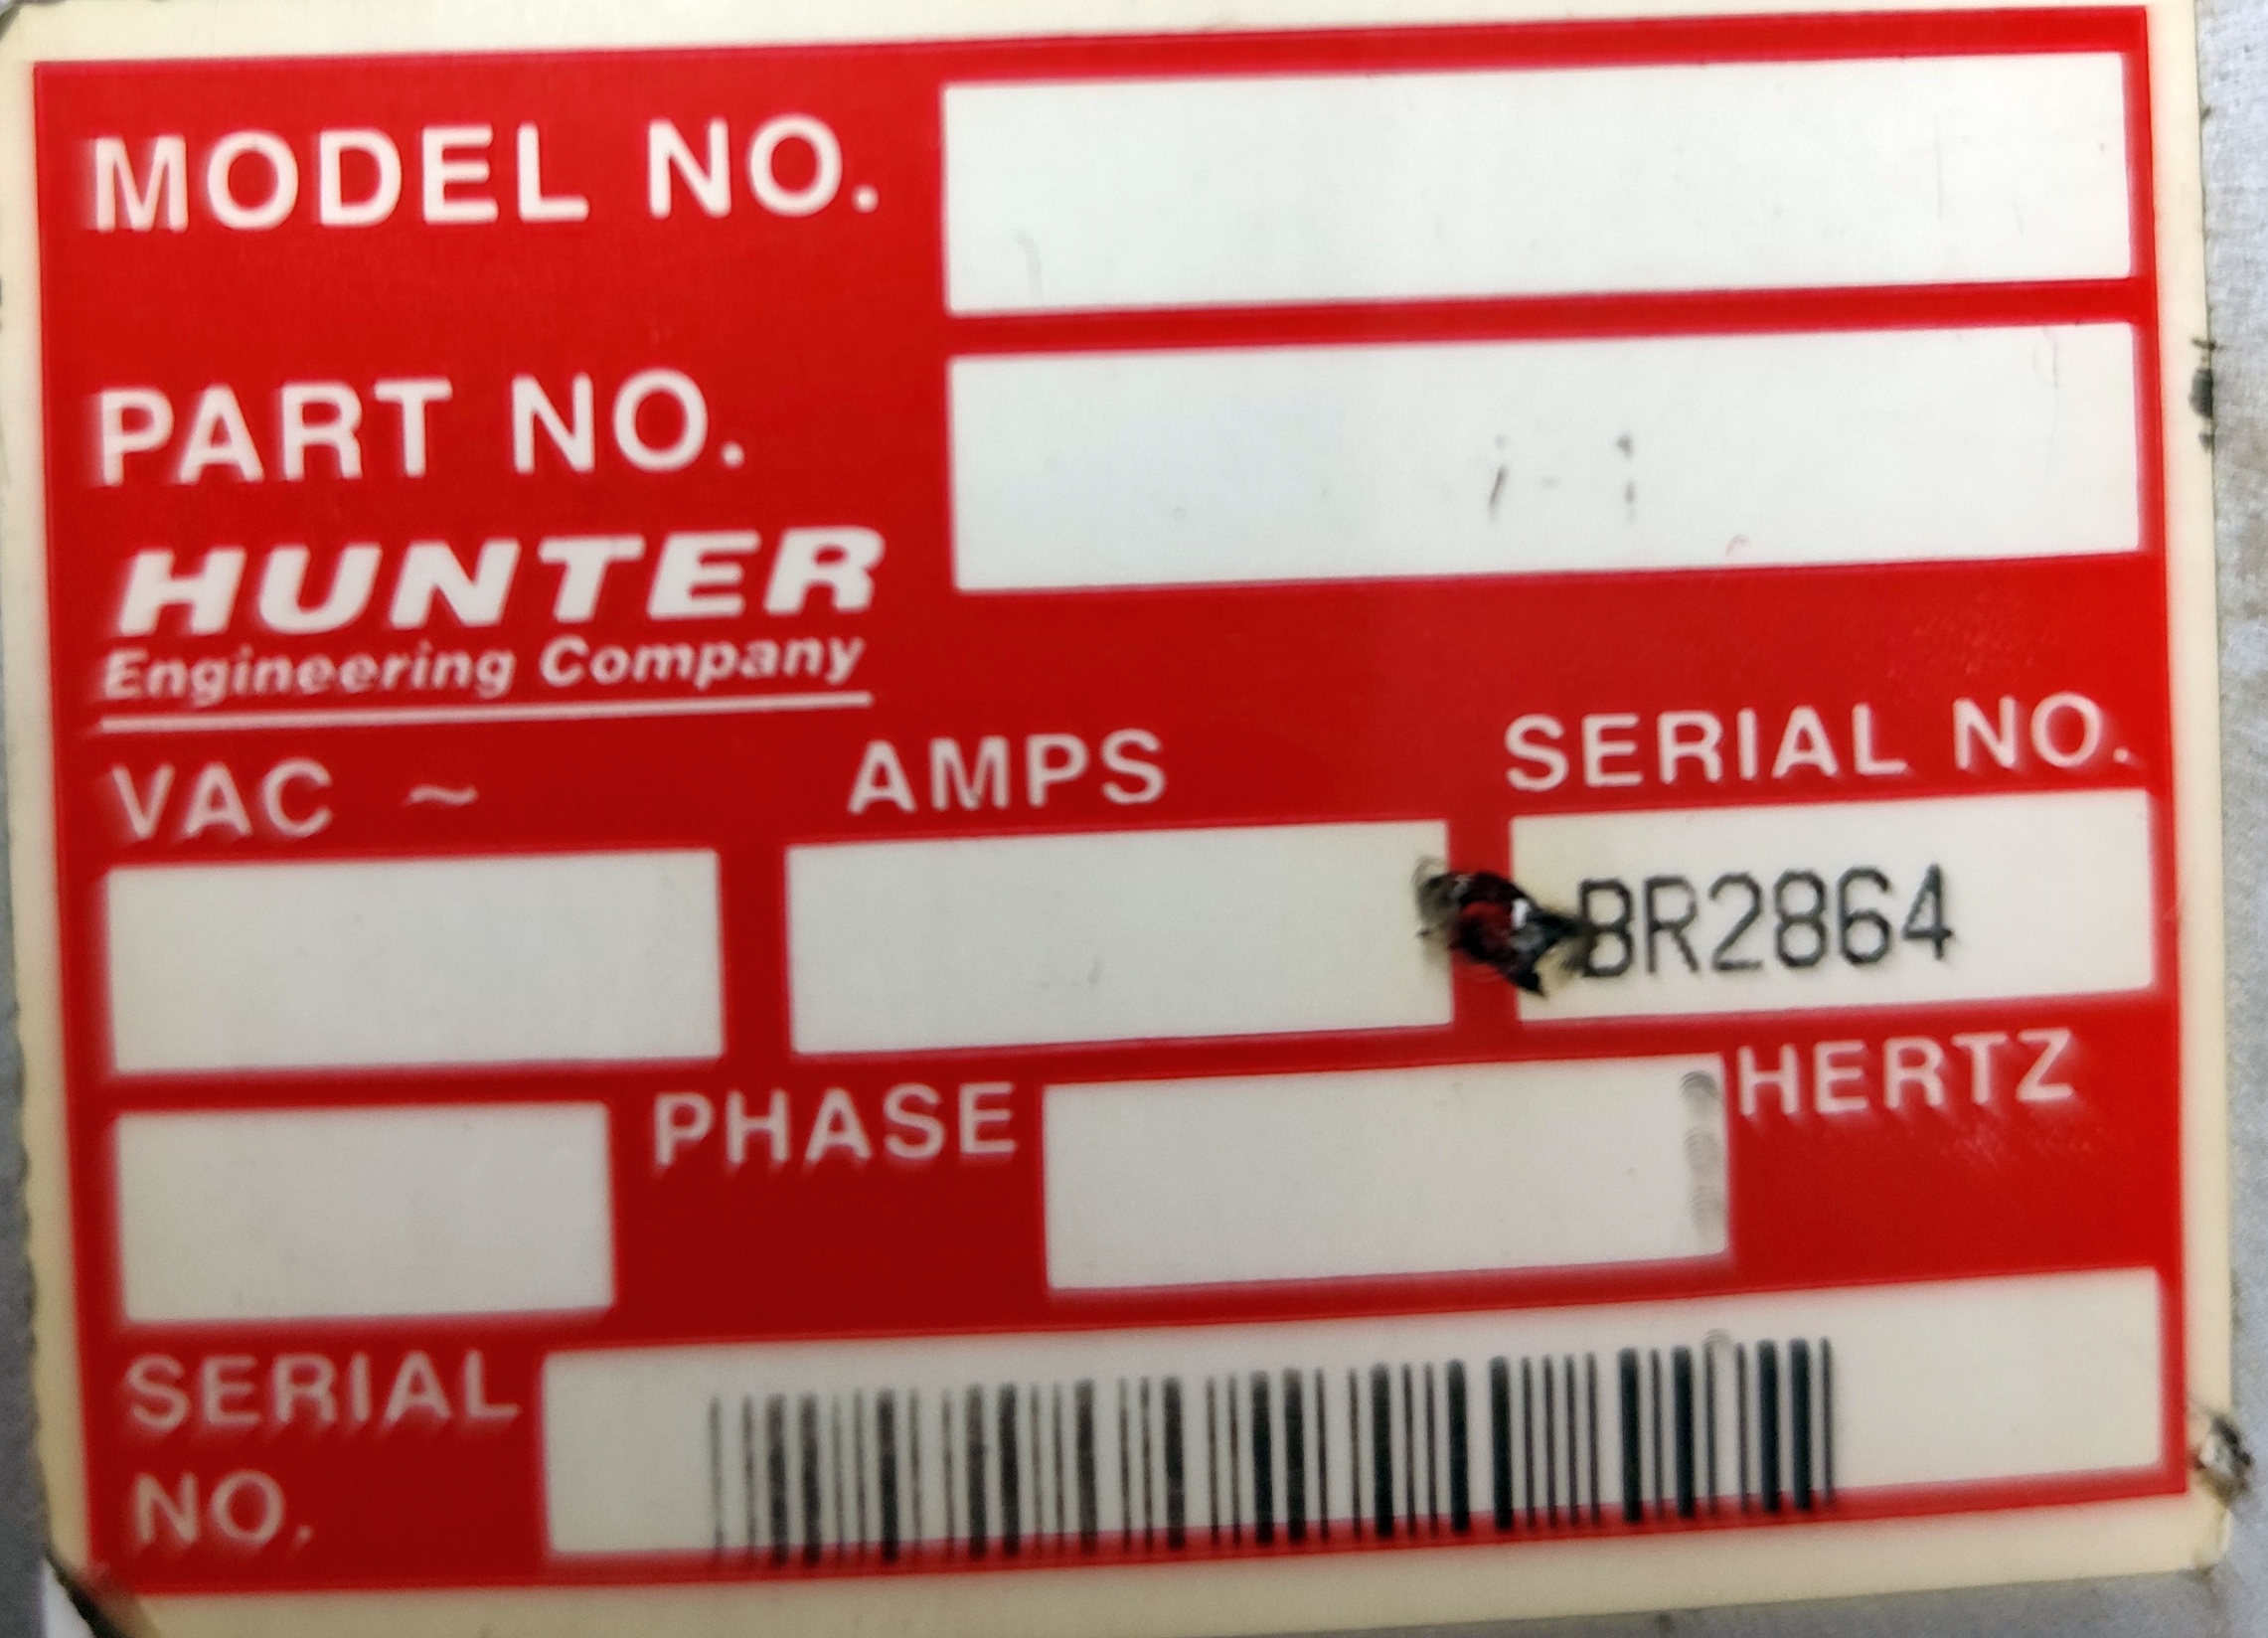 MODEL NO.
PART NO.
HUNTER
Engineering Company
VAC ~
AMPS
SERIAL NO.
BR2864
PHASE
HERTZ
SERIAL
NO.